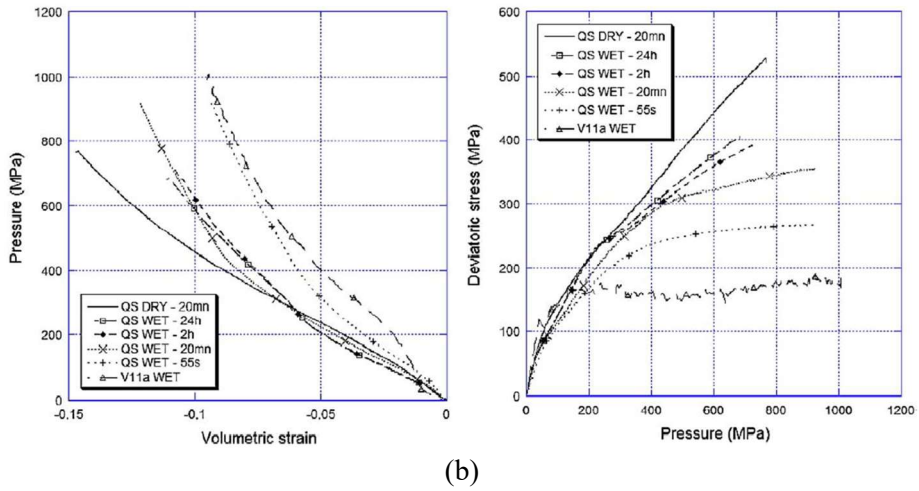 1200
1000
800
600
400
200
0
-0.15
-0.1
-0.05
0
Pressure (MPa)
Volumetric strain
QS DRY - 20mn
QS WET - 24h
QS WET - 2h
QS WET - 20mn
QS WET - 55s
V11a WET
600
500
400
300
200
100
0
0
200
400
600
800
1000
1200
Deviatoric stress (MPa)
Pressure (MPa)
QS DRY - 20mn
QS WET - 24h
QS WET - 2h
QS WET - 20mn
QS WET - 55s
V11a WET
(b)